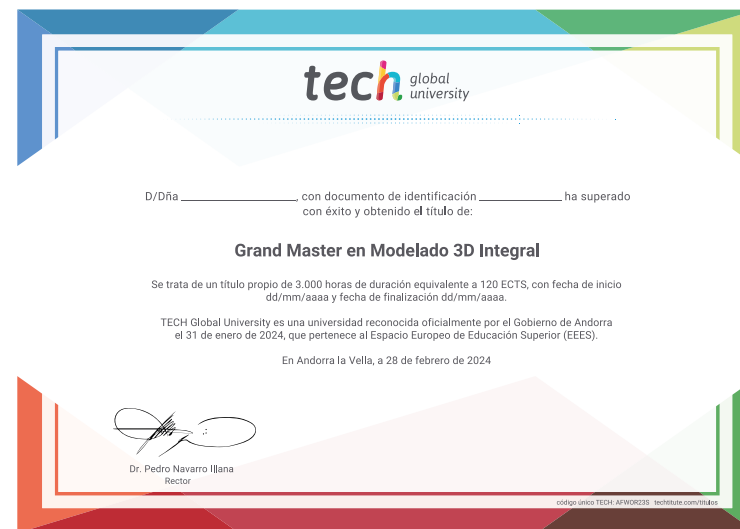 tech global
university
D/Dña ____________, con documento de identificación ____________ ha superado
con éxito y obtenido el título de:
Grand Master en Modelado 3D Integral
Se trata de un título propio de 3.000 horas de duración equivalente a 120 ECTS, con fecha de inicio
dd/mm/aaaa y fecha de finalización dd/mm/aaaa.
TECH Global University es una universidad reconocida oficialmente por el Gobierno de Andorra
el 31 de enero de 2024, que pertenece al Espacio Europeo de Educación Superior (EEES).
En Andorra la Vella, a 28 de febrero de 2024
Dr. Pedro Navarro Illana
Rector
código único TECH: AFWOR23S techtitute.com/titulos